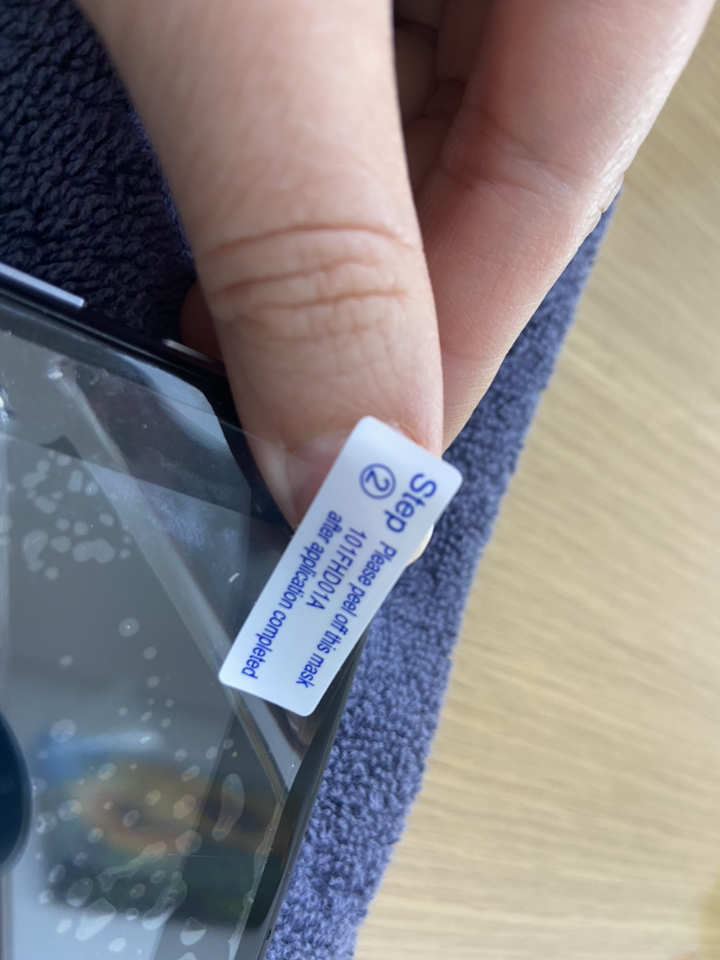 Step
②
Please peel off this mask
101FHD01A
after application completed